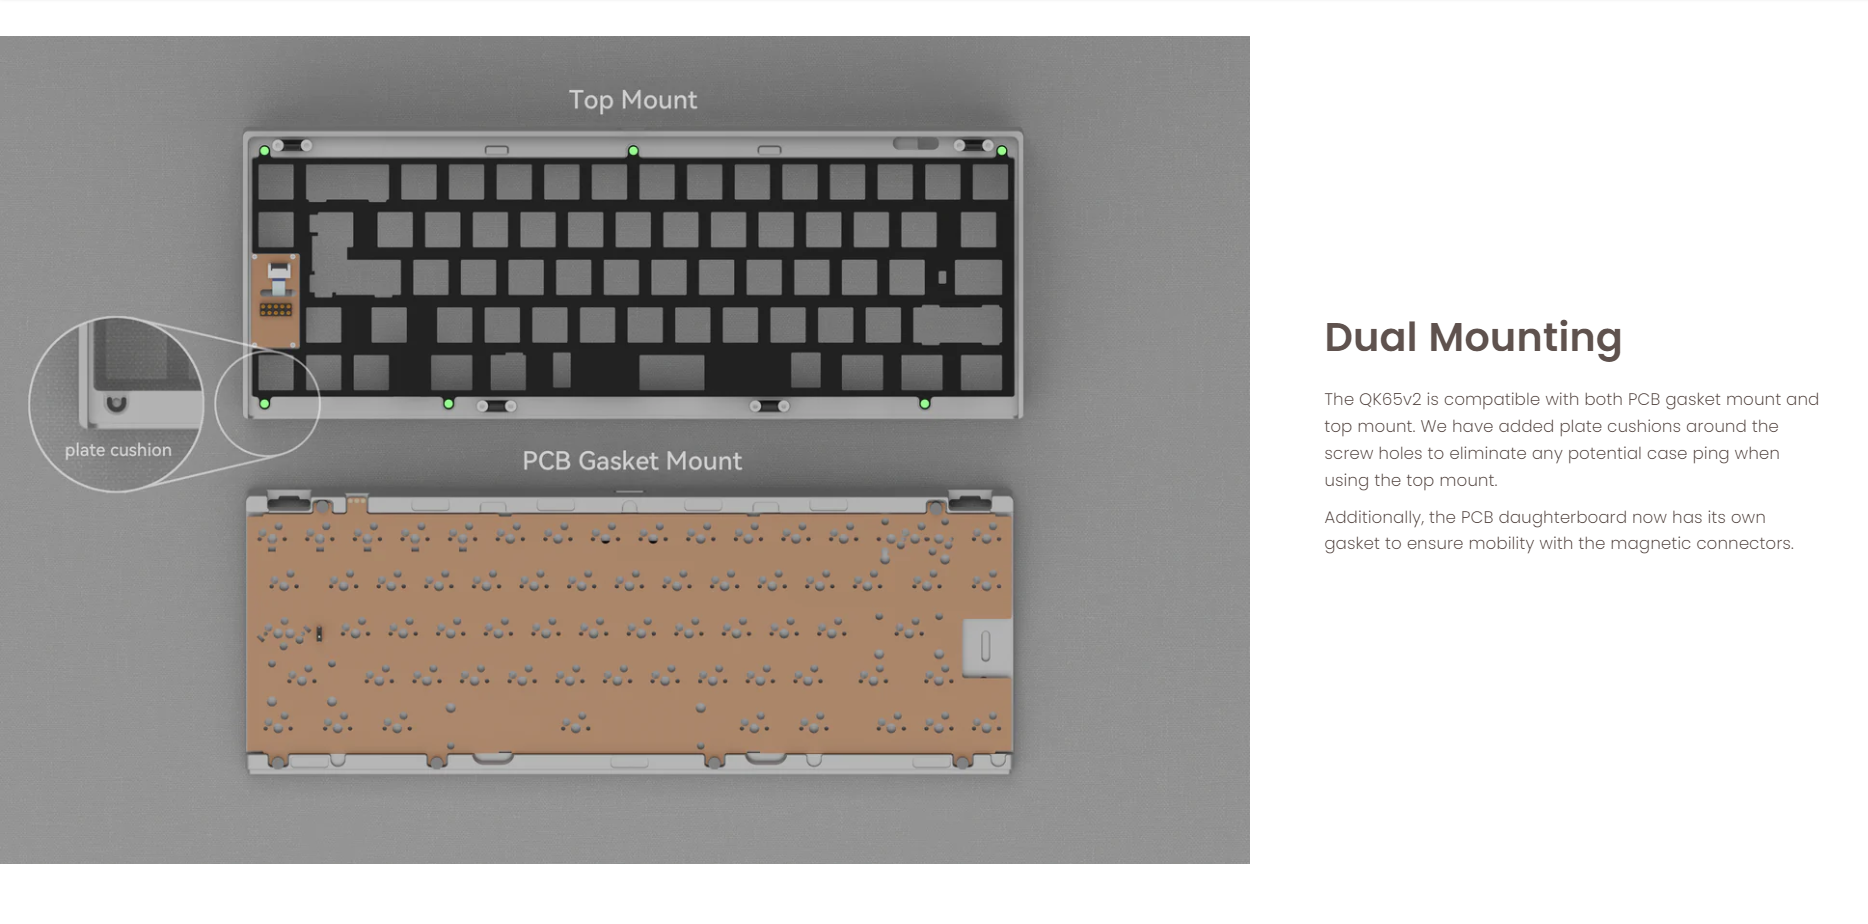 Top Mount
plate cushion
PCB Gasket Mount
Dual Mounting
The QK65v2 is compatible with both PCB gasket mount and
top mount. We have added plate cushions around the
screw holes to eliminate any potential case ping when
using the top mount.
Additionally, the PCB daughterboard now has its own
gasket to ensure mobility with the magnetic connectors.